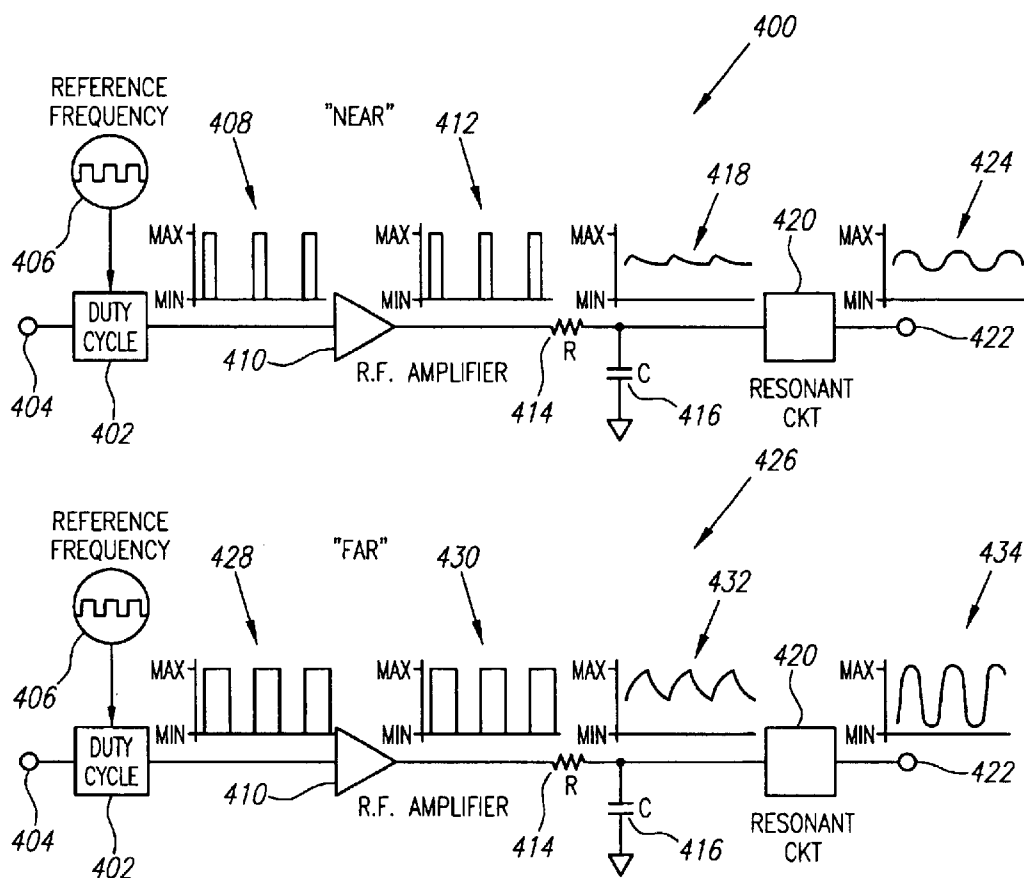 400
REFERENCE
FREQUENCY
408
"NEAR"
412
418
424
420
406
MAX
MAX
MAX
MAX
MIN
MIN
MIN
MIN
DUTY
CYCLE
404
402
410
R.F. AMPLIFIER
414
R
C
416
RESONANT
CKT
422
426
REFERENCE
FREQUENCY
428
"FAR"
430
432
434
420
406
MAX
MAX
MAX
MAX
MIN
MIN
MIN
MIN
DUTY
CYCLE
404
402
410
R.F. AMPLIFIER
414
R
C
416
RESONANT
CKT
422